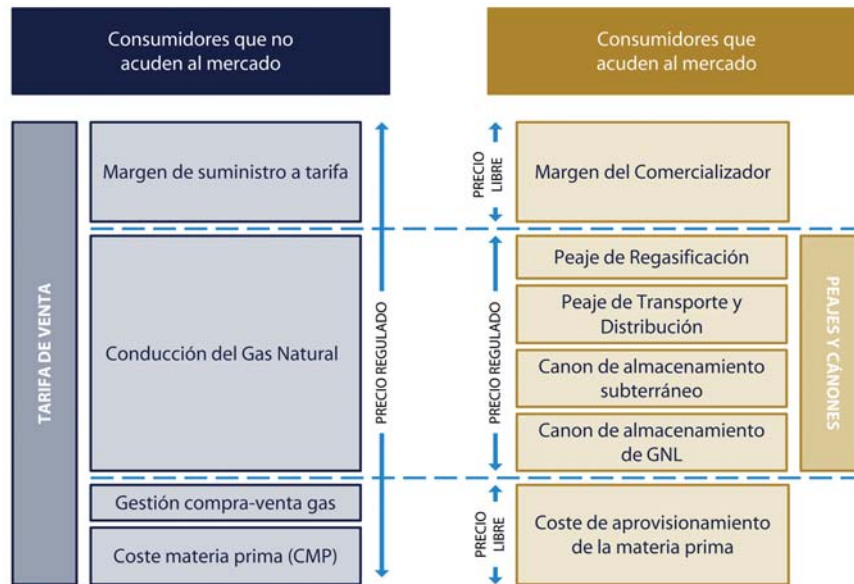 Consumidores que no
acuden al mercado
Consumidores que
acuden al mercado
TARIFA DE VENTA
Margen de suministro a tarifa
Conducción del Gas Natural
Gestión compra-venta gas
Coste materia prima (CMP)
PRECIO REGULADO
PRECIO
LIBRE
Margen del Comercializador
PRECIO REGULADO
Peaje de Regasificación
Peaje de Transporte y
Distribución
Canon de almacenamiento
subterráneo
Canon de almacenamiento
de GNL
PEAJES Y CÁNONES
PRECIO
LIBRE
Coste de aprovisionamiento
de la materia prima